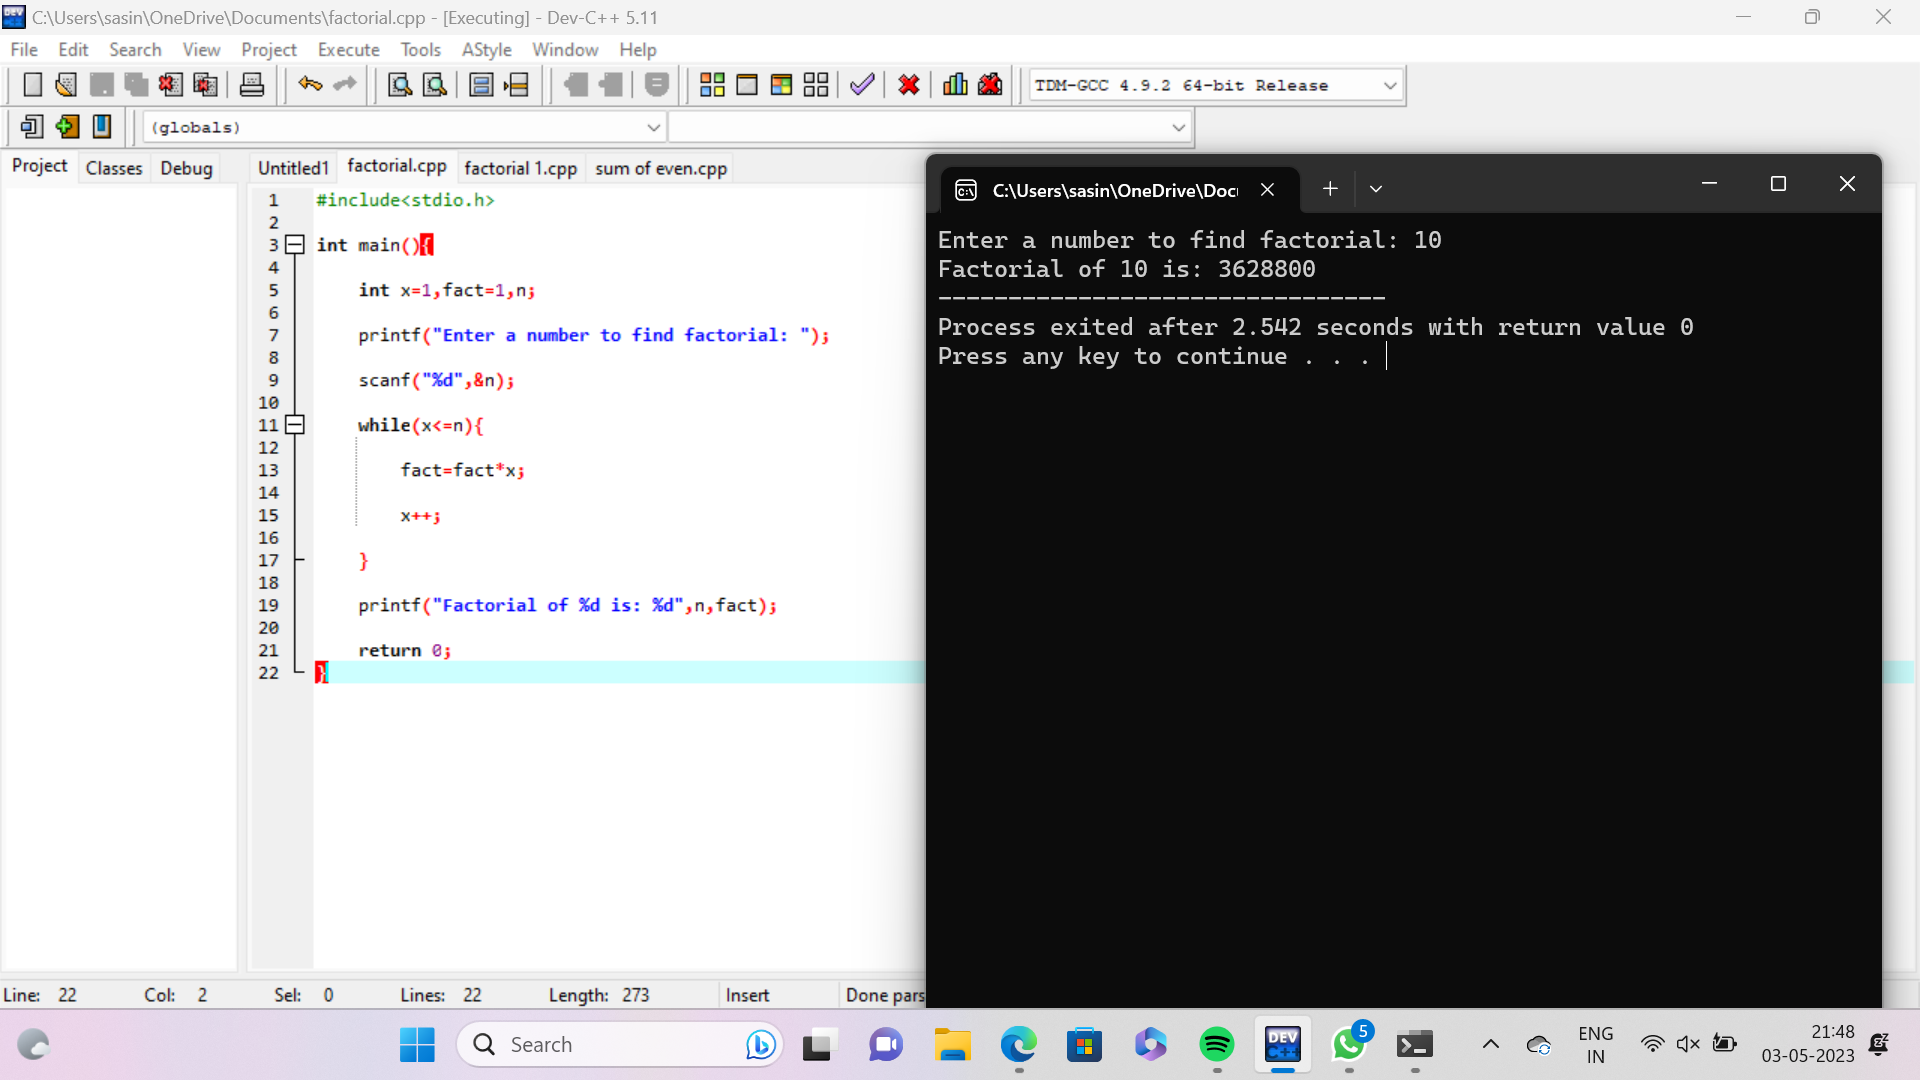 C:\Users\sasin\OneDrive\Documents\factorial.cpp - [Executing] - Dev-C++ 5.11
File Edit Search View Project Execute Tools AStyle Window Help
TDM-GCC 4.9.2 64-bit Release
(globals)
Project Classes Debug
Untitled1 factorial.cpp factorial 1.cpp sum of even.cpp
1 #include<stdio.h>
2
3 int main(){
4
5 int x=1,fact=1,n;
6
7 printf("Enter a number to find factorial: ");
8
9 scanf("%d",&n);
10
11 while(x<=n){
12
13 fact=fact*x;
14
15 x++;
16
17 }
18
19 printf("Factorial of %d is: %d",n,fact);
20
21 return 0;
22 }
C:\Users\sasin\OneDrive\Doc
Enter a number to find factorial: 10
Factorial of 10 is: 3628800
--------------------------------
Process exited after 2.542 seconds with return value 0
Press any key to continue . . .
Line: 22 Col: 2 Sel: 0 Lines: 22 Length: 273 Insert Done pars
Search
DEV C++
5
ENG
IN
21:48
03-05-2023